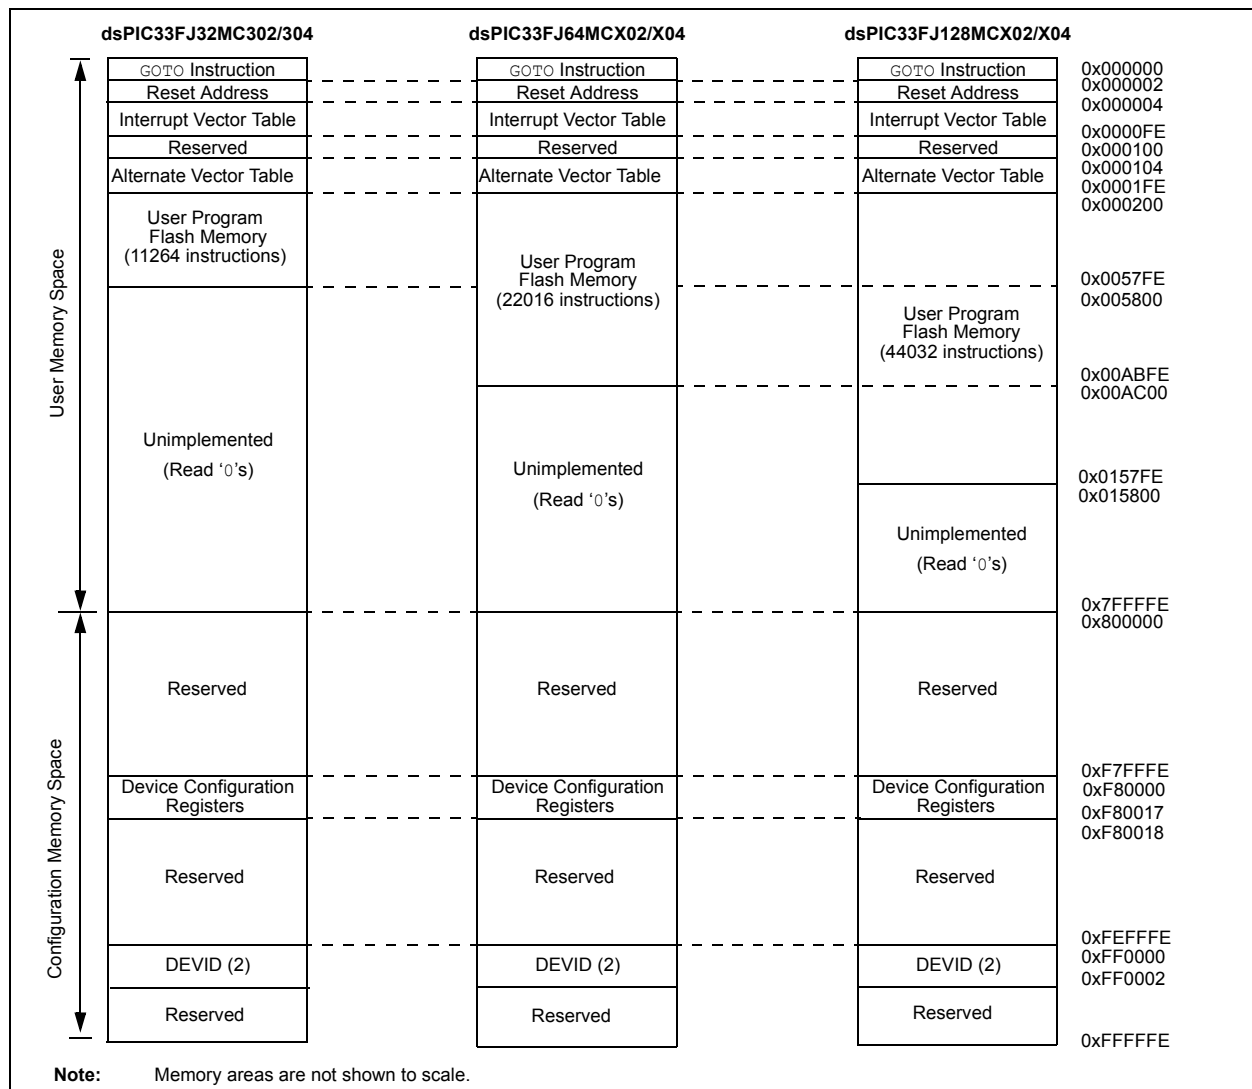 dsPIC33FJ32MC302/304
dsPIC33FJ64MCX02/X04
dsPIC33FJ128MCX02/X04
User Memory Space
Configuration Memory Space
GOTO Instruction
Reset Address
Interrupt Vector Table
Reserved
Alternate Vector Table
User Program
Flash Memory
(11264 instructions)
Unimplemented
(Read ‘0’s)
Reserved
Device Configuration
Registers
Reserved
DEVID (2)
Reserved
GOTO Instruction
Reset Address
Interrupt Vector Table
Reserved
Alternate Vector Table
User Program
Flash Memory
(22016 instructions)
Unimplemented
(Read ‘0’s)
Reserved
Device Configuration
Registers
Reserved
DEVID (2)
Reserved
GOTO Instruction
Reset Address
Interrupt Vector Table
Reserved
Alternate Vector Table
User Program
Flash Memory
(44032 instructions)
Unimplemented
(Read ‘0’s)
Reserved
Device Configuration
Registers
Reserved
DEVID (2)
Reserved
0x000000
0x000002
0x000004
0x0000FE
0x000100
0x000104
0x0001FE
0x000200
0x0057FE
0x005800
0x00ABFE
0x00AC00
0x0157FE
0x015800
0x7FFFFE
0x800000
0xF7FFFE
0xF80000
0xF80017
0xF80018
0xFEFFFE
0xFF0000
0xFF0002
0xFFFFFE
Note: Memory areas are not shown to scale.